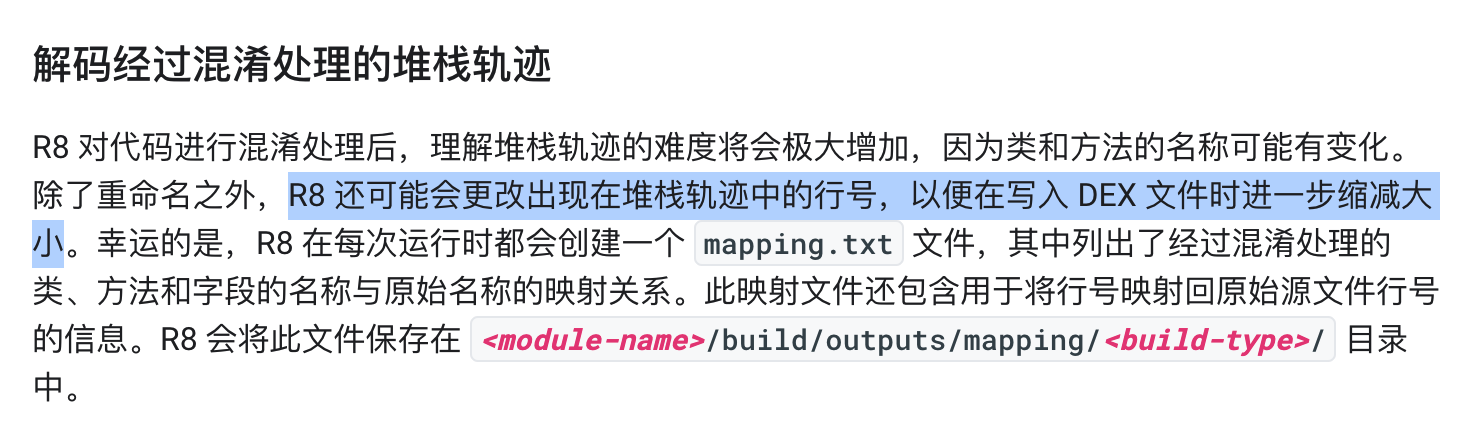 解码经过混淆处理的堆栈轨迹
R8 对代码进行混淆处理后，理解堆栈轨迹的难度将会极大增加，因为类和方法的名称可能有变化。
除了重命名之外，R8 还可能会更改出现在堆栈轨迹中的行号，以便在写入 DEX 文件时进一步缩减大
小。幸运的是，R8 在每次运行时都会创建一个 mapping.txt 文件，其中列出了经过混淆处理的
类、方法和字段的名称与原始名称的映射关系。此映射文件还包含用于将行号映射回原始源文件行号
的信息。R8 会将此文件保存在 <module-name>/build/outputs/mapping/<build-type>/ 目录
中。